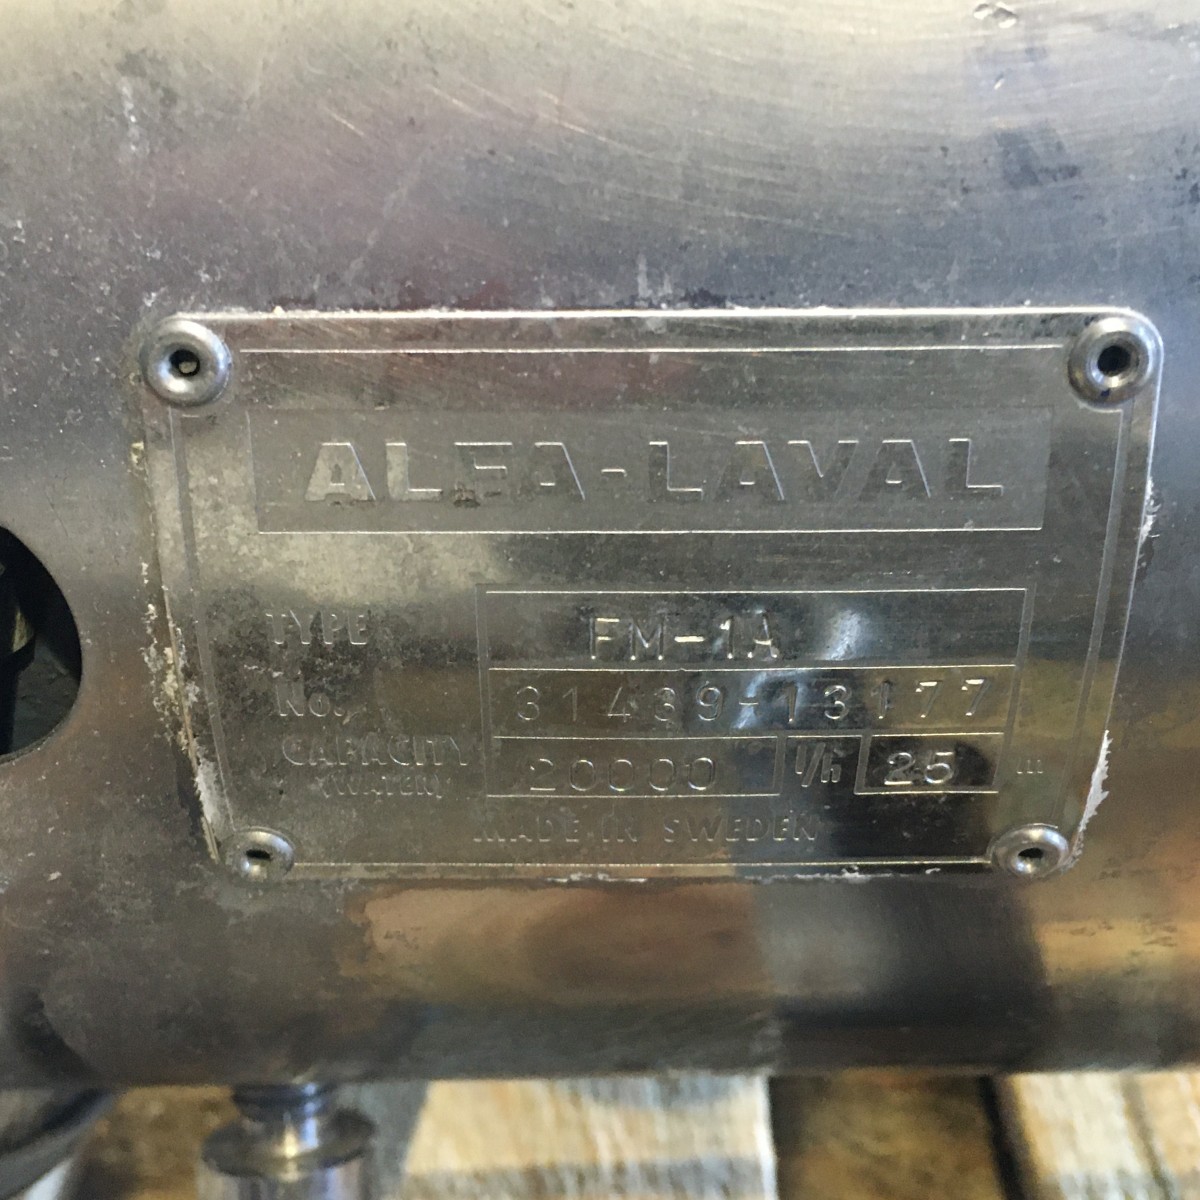 ALFA-LAVAL
TYPE FM-1A
No. 31439-13177
CAPACITY 20000 l/h 25 m
(WATER)
MADE IN SWEDEN